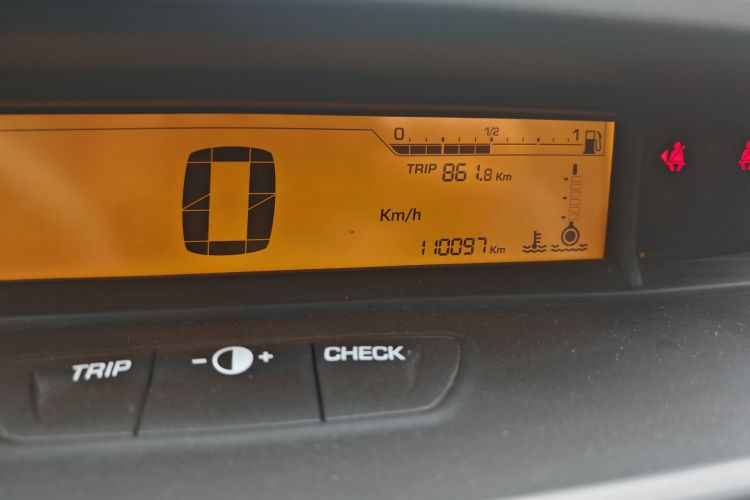 0 1/2 1
TRIP 861.8 Km
0
Km/h
110097 Km
TRIP
- +
CHECK